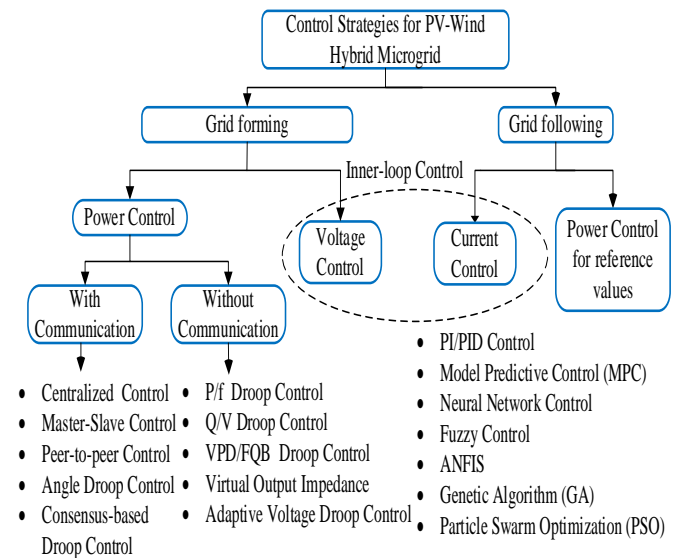 Control Strategies for PV-Wind
Hybrid Microgrid
Grid forming
Grid following
Inner-loop Control
Power Control
Voltage
Control
Current
Control
Power Control
for reference
values
With
Communication
Without
Communication
• Centralized Control
• Master-Slave Control
• Peer-to-peer Control
• Angle Droop Control
• Consensus-based
Droop Control
• P/f Droop Control
• Q/V Droop Control
• VPD/FQB Droop Control
• Virtual Output Impedance
• Adaptive Voltage Droop Control
• PI/PID Control
• Model Predictive Control (MPC)
• Neural Network Control
• Fuzzy Control
• ANFIS
• Genetic Algorithm (GA)
• Particle Swarm Optimization (PSO)